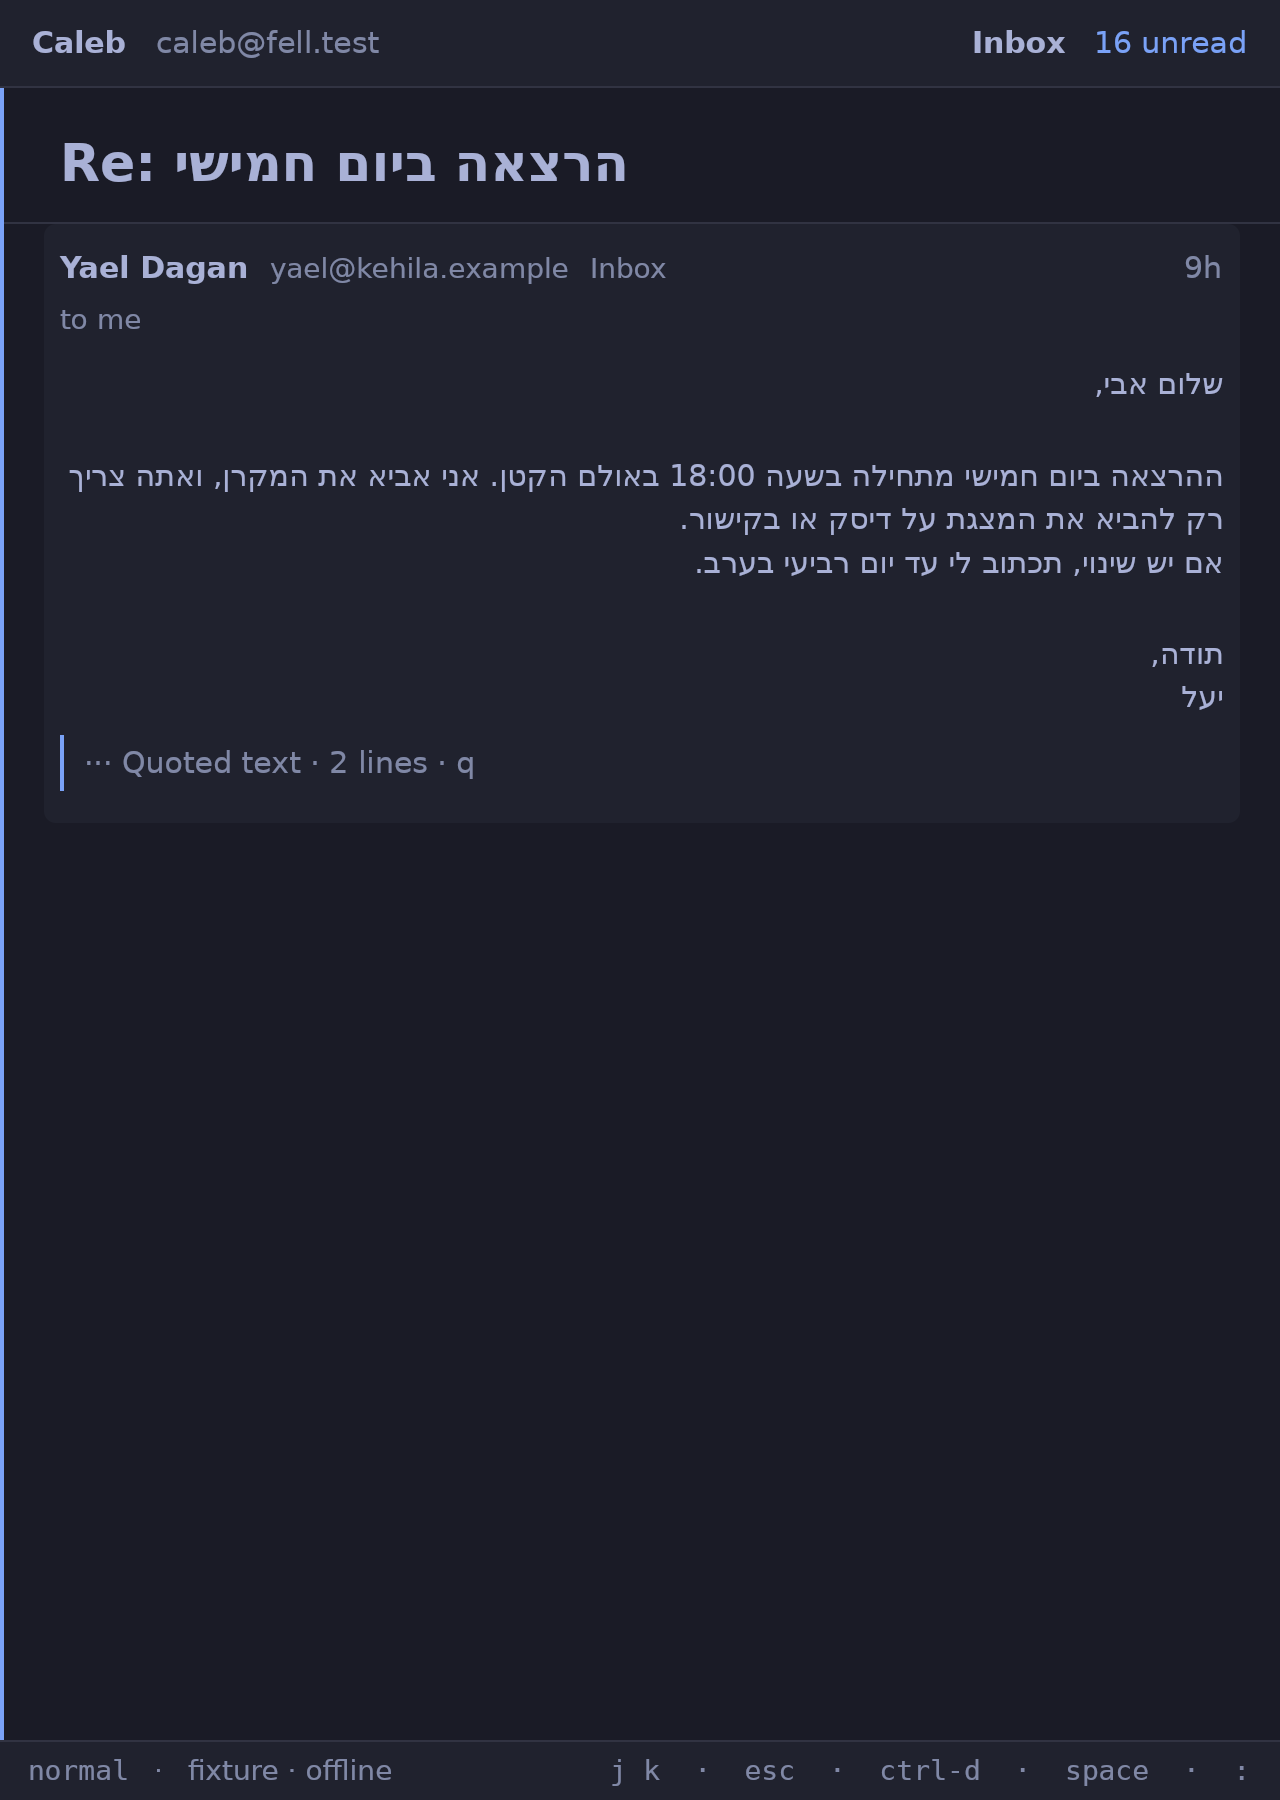 Caleb caleb@fell.test Inbox 16 unread
Re: הרצאה ביום חמישי
Yael Dagan yael@kehila.example Inbox 9h
to me
שלום אבי,
ההרצאה ביום חמישי מתחילה בשעה 18:00 באולם הקטן. אני אביא את המקרן, ואתה צריך
רק להביא את המצגת על דיסק או בקישור.
אם יש שינוי, תכתוב לי עד יום רביעי בערב.
תודה,
יעל
··· Quoted text · 2 lines · q
normal · fixture · offline j k · esc · ctrl-d · space · :